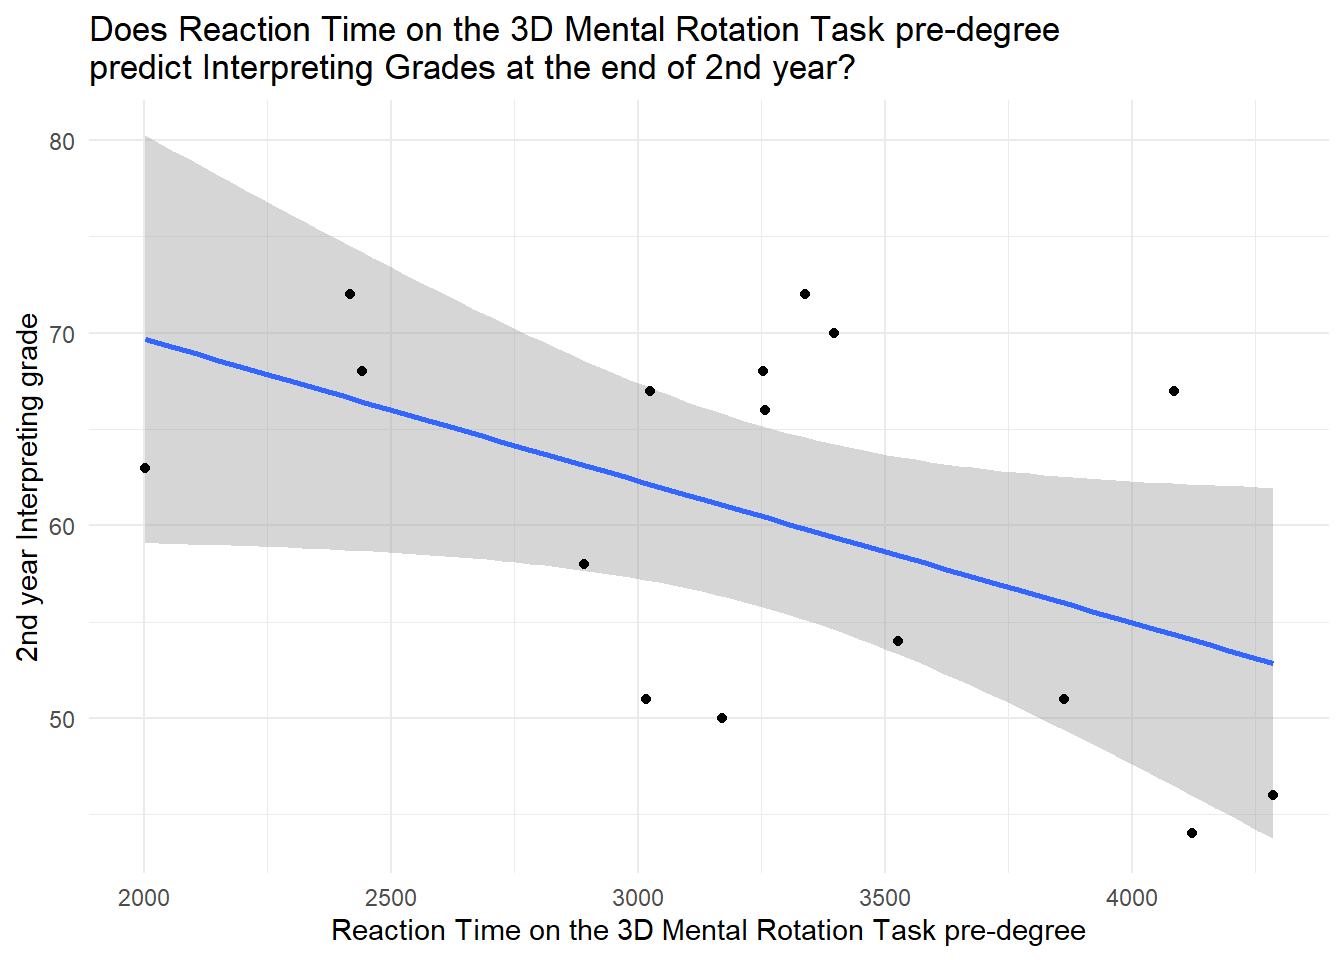 Does Reaction Time on the 3D Mental Rotation Task pre-degree
predict Interpreting Grades at the end of 2nd year?
2nd year Interpreting grade
80
70
60
50
2000 2500 3000 3500 4000
Reaction Time on the 3D Mental Rotation Task pre-degree